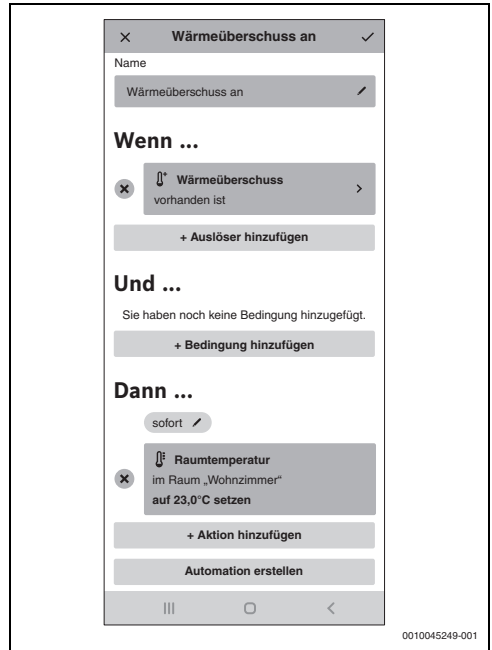 Wärmeüberschuss an
Name
Wärmeüberschuss an
Wenn ...
Wärmeüberschuss
vorhanden ist
+ Auslöser hinzufügen
Und ...
Sie haben noch keine Bedingung hinzugefügt.
+ Bedingung hinzufügen
Dann ...
sofort
Raumtemperatur
im Raum „Wohnzimmer“
auf 23,0°C setzen
+ Aktion hinzufügen
Automation erstellen
0010045249-001